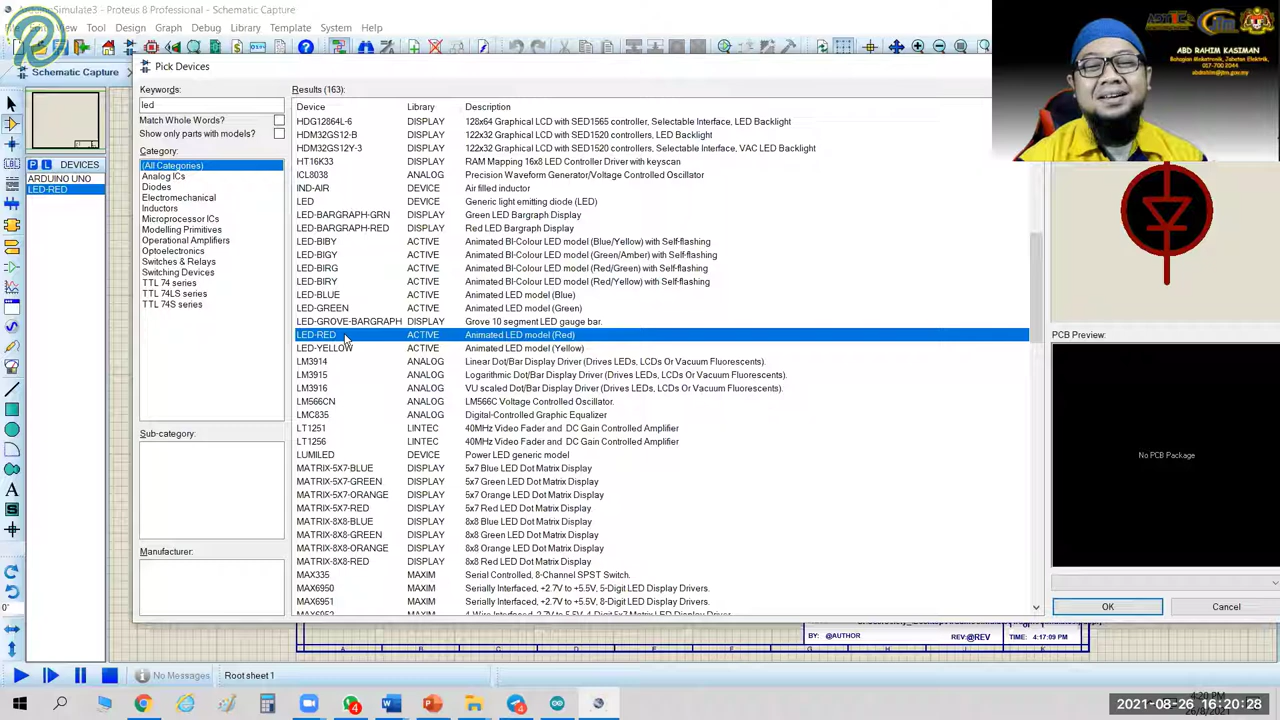 ArduinoSimulate3 - Proteus 8 Professional - Schematic Capture
File Edit View Tool Design Graph Debug Library Template System Help
Schematic Capture
ABD RAHIM KASIMAN
Bahagian Mekatronik, Jabatan Elektrik,
017-700 2044
abdrahim@jtm.gov.my
Pick Devices
Keywords:
led
Match Whole Words?
Show only parts with models?
Category:
(All Categories)
Analog ICs
Diodes
Electromechanical
Inductors
Microprocessor ICs
Modelling Primitives
Operational Amplifiers
Optoelectronics
Switches & Relays
Switching Devices
TTL 74 series
TTL 74LS series
TTL 74S series
Sub-category:
Manufacturer:
P L DEVICES
ARDUINO UNO
LED-RED
Results (163):
Device Library Description
HDG12864L-6 DISPLAY 128x64 Graphical LCD with SED1565 controller, Selectable Interface, LED Backlight
HDM32GS12-B DISPLAY 122x32 Graphical LCD with SED1520 controllers, LED Backlight
HDM32GS12-Y-3 DISPLAY 122x32 Graphical LCD with SED1520 controllers, Selectable Interface, VAC LED Backlight
HT16K33 DISPLAY RAM Mapping 16x8 LED Controller Driver with keyscan
ICL8038 ANALOG Precision Waveform Generator/Voltage Controlled Oscillator
IND-AIR DEVICE Air filled inductor
LED DEVICE Generic light emitting diode (LED)
LED-BARGRAPH-GRN DISPLAY Green LED Bargraph Display
LED-BARGRAPH-RED DISPLAY Red LED Bargraph Display
LED-BIBY ACTIVE Animated BI-Colour LED model (Blue/Yellow) with Self-flashing
LED-BIGY ACTIVE Animated BI-Colour LED model (Green/Amber) with Self-flashing
LED-BIRG ACTIVE Animated BI-Colour LED model (Red/Green) with Self-flashing
LED-BIRY ACTIVE Animated BI-Colour LED model (Red/Yellow) with Self-flashing
LED-BLUE ACTIVE Animated LED model (Blue)
LED-GREEN ACTIVE Animated LED model (Green)
LED-GROVE-BARGRAPH DISPLAY Grove 10 segment LED gauge bar.
LED-RED ACTIVE Animated LED model (Red)
LED-YELLOW ACTIVE Animated LED model (Yellow)
LM3914 ANALOG Linear Dot/Bar Display Driver (Drives LEDs, LCDs Or Vacuum Fluorescents).
LM3915 ANALOG Logarithmic Dot/Bar Display Driver (Drives LEDs, LCDs Or Vacuum Fluorescents).
LM3916 ANALOG VU scaled Dot/Bar Display Driver (Drives LEDs, LCDs Or Vacuum Fluorescents).
LM566CN ANALOG LM566C Voltage Controlled Oscillator.
LMC835 ANALOG Digital-Controlled Graphic Equalizer
LT1251 LINTEC 40MHz Video Fader and DC Gain Controlled Amplifier
LT1256 LINTEC 40MHz Video Fader and DC Gain Controlled Amplifier
LUMILED DEVICE Power LED generic model
MATRIX-5X7-BLUE DISPLAY 5x7 Blue LED Dot Matrix Display
MATRIX-5X7-GREEN DISPLAY 5x7 Green LED Dot Matrix Display
MATRIX-5X7-ORANGE DISPLAY 5x7 Orange LED Dot Matrix Display
MATRIX-5X7-RED DISPLAY 5x7 Red LED Dot Matrix Display
MATRIX-8X8-BLUE DISPLAY 8x8 Blue LED Dot Matrix Display
MATRIX-8X8-GREEN DISPLAY 8x8 Green LED Dot Matrix Display
MATRIX-8X8-ORANGE DISPLAY 8x8 Orange LED Dot Matrix Display
MATRIX-8X8-RED DISPLAY 8x8 Red LED Dot Matrix Display
MAX335 MAXIM Serial Controlled, 8-Channel SPST Switch.
MAX6950 MAXIM Serially Interfaced, +2.7V to +5.5V, 5-Digit LED Display Drivers.
MAX6951 MAXIM Serially Interfaced, +2.7V to +5.5V, 8-Digit LED Display Drivers.
PCB Preview:
No PCB Package
OK Cancel
BY: @AUTHOR REV:@REV TIME: 4:17:09 PM
No Messages Root sheet 1
4:20 PM
2021-08-26 16:20:28